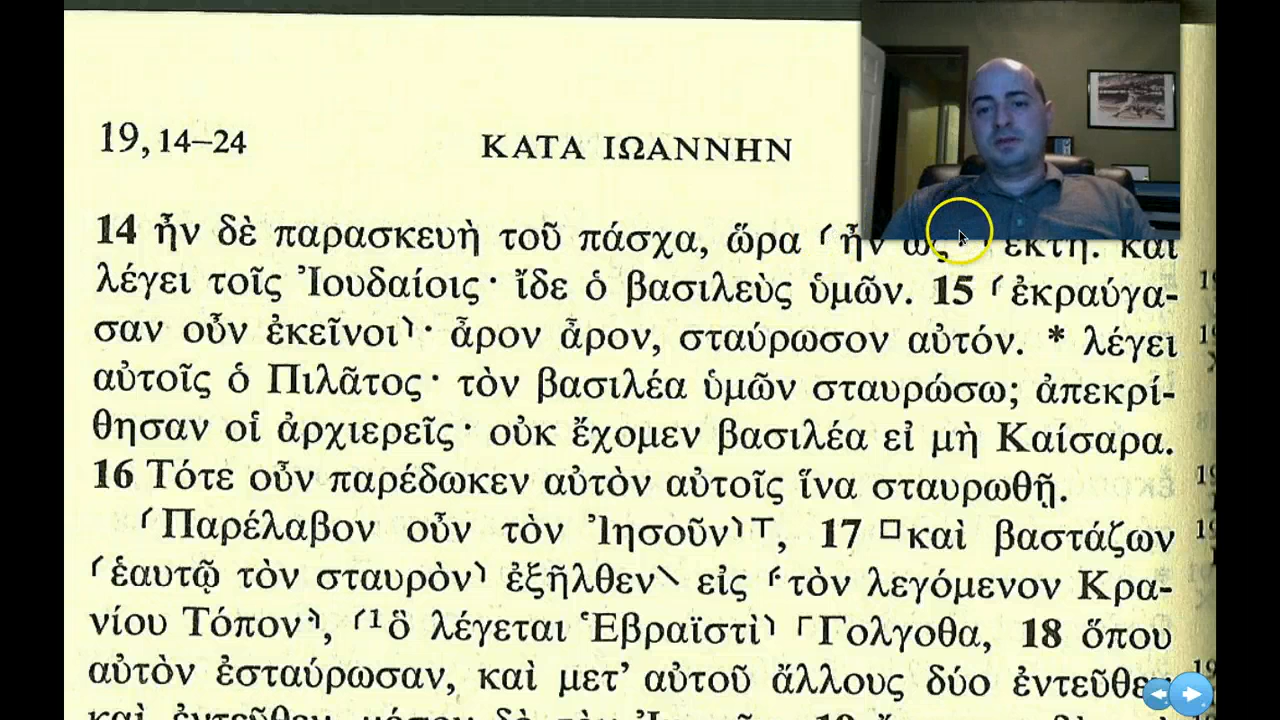 19, 14–24
ΚΑΤΑ ΙΩΑΝΝΗΝ
14 ἦν δὲ παρασκευὴ τοῦ πάσχα, ὥρα ⸂ἦν ὡς⸃ ἕκτη. καὶ
λέγει τοῖς Ἰουδαίοις· ἴδε ὁ βασιλεὺς ὑμῶν. 15 ⸂ἐκραύγα-
σαν οὖν ἐκεῖνοι⸃· ἆρον ἆρον, σταύρωσον αὐτόν. * λέγει
αὐτοῖς ὁ Πιλᾶτος· τὸν βασιλέα ὑμῶν σταυρώσω; ἀπεκρί-
θησαν οἱ ἀρχιερεῖς· οὐκ ἔχομεν βασιλέα εἰ μὴ Καίσαρα.
16 Τότε οὖν παρέδωκεν αὐτὸν αὐτοῖς ἵνα σταυρωθῇ.
⸂Παρέλαβον οὖν τὸν Ἰησοῦν⸃⸆, 17 ⸋καὶ βαστάζων
⸂ἑαυτῷ τὸν σταυρὸν⸃ ἐξῆλθεν⸌ εἰς ⸄τὸν λεγόμενον Κρα-
νίου Τόπον⸅, ⸂¹ὃ λέγεται Ἑβραϊστὶ⸃ ⸀Γολγοθα, 18 ὅπου
αὐτὸν ἐσταύρωσαν, καὶ μετ’ αὐτοῦ ἄλλους δύο ἐντεῦθεν